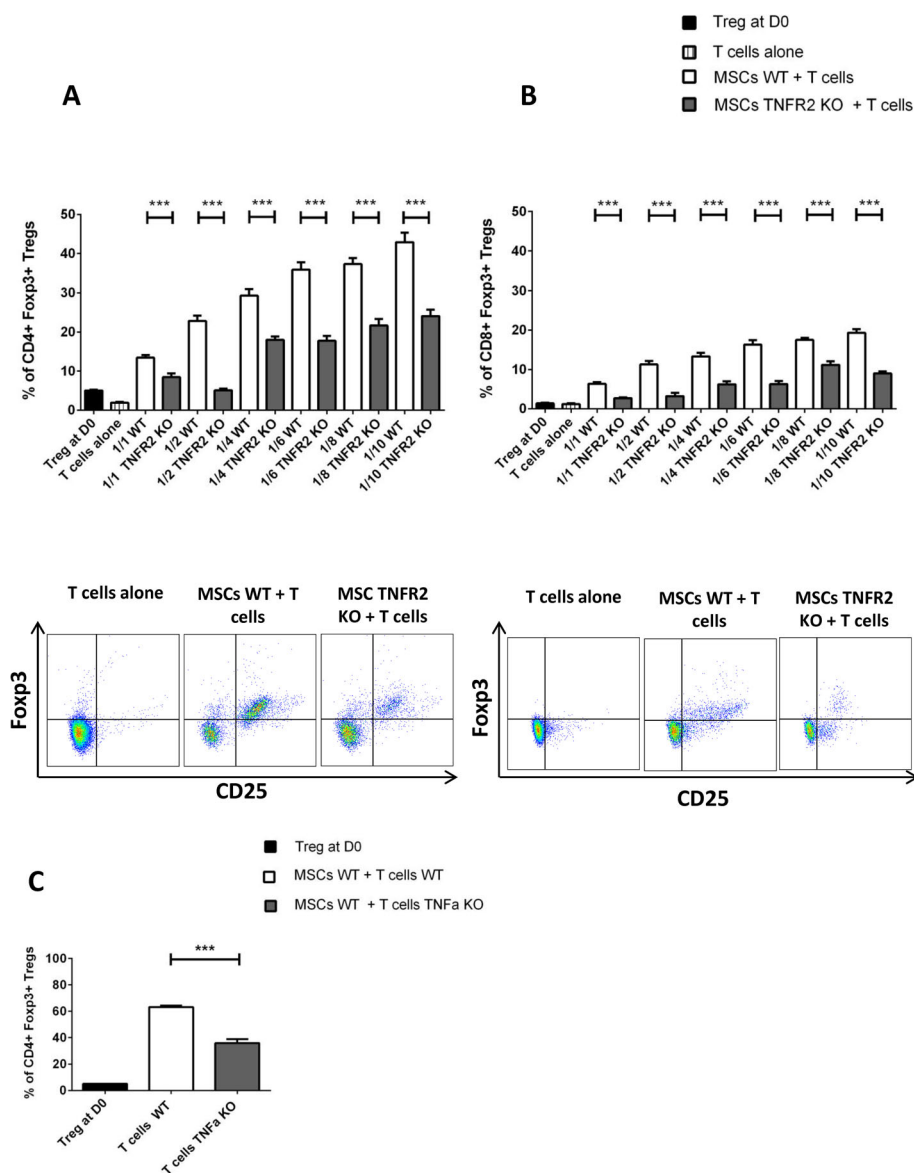 Treg at D0
T cells alone
MSCs WT + T cells
MSCs TNFR2 KO + T cells
A
B
% of CD4+ Foxp3+ Tregs
50
40
30
20
10
0
*** *** *** *** *** ***
Treg at D0
T cells alone
1/1 WT
1/1 TNFR2 KO
1/2 WT
1/2 TNFR2 KO
1/4 WT
1/4 TNFR2 KO
1/6 WT
1/6 TNFR2 KO
1/8 WT
1/8 TNFR2 KO
1/10 WT
1/10 TNFR2 KO
% of CD8+ Foxp3+ Tregs
50
40
30
20
10
0
*** *** *** *** *** ***
Treg at D0
T cells alone
1/1 WT
1/1 TNFR2 KO
1/2 WT
1/2 TNFR2 KO
1/4 WT
1/4 TNFR2 KO
1/6 WT
1/6 TNFR2 KO
1/8 WT
1/8 TNFR2 KO
1/10 WT
1/10 TNFR2 KO
T cells alone
MSCs WT + T
cells
MSC TNFR2
KO + T cells
Foxp3
CD25
T cells alone
MSCs WT + T
cells
MSCs TNFR2
KO + T cells
Foxp3
CD25
Treg at D0
MSCs WT + T cells WT
MSCs WT + T cells TNFa KO
C
% of CD4+ Foxp3+ Tregs
100
80
60
40
20
0
***
Treg at D0
T cells WT
T cells TNFa KO